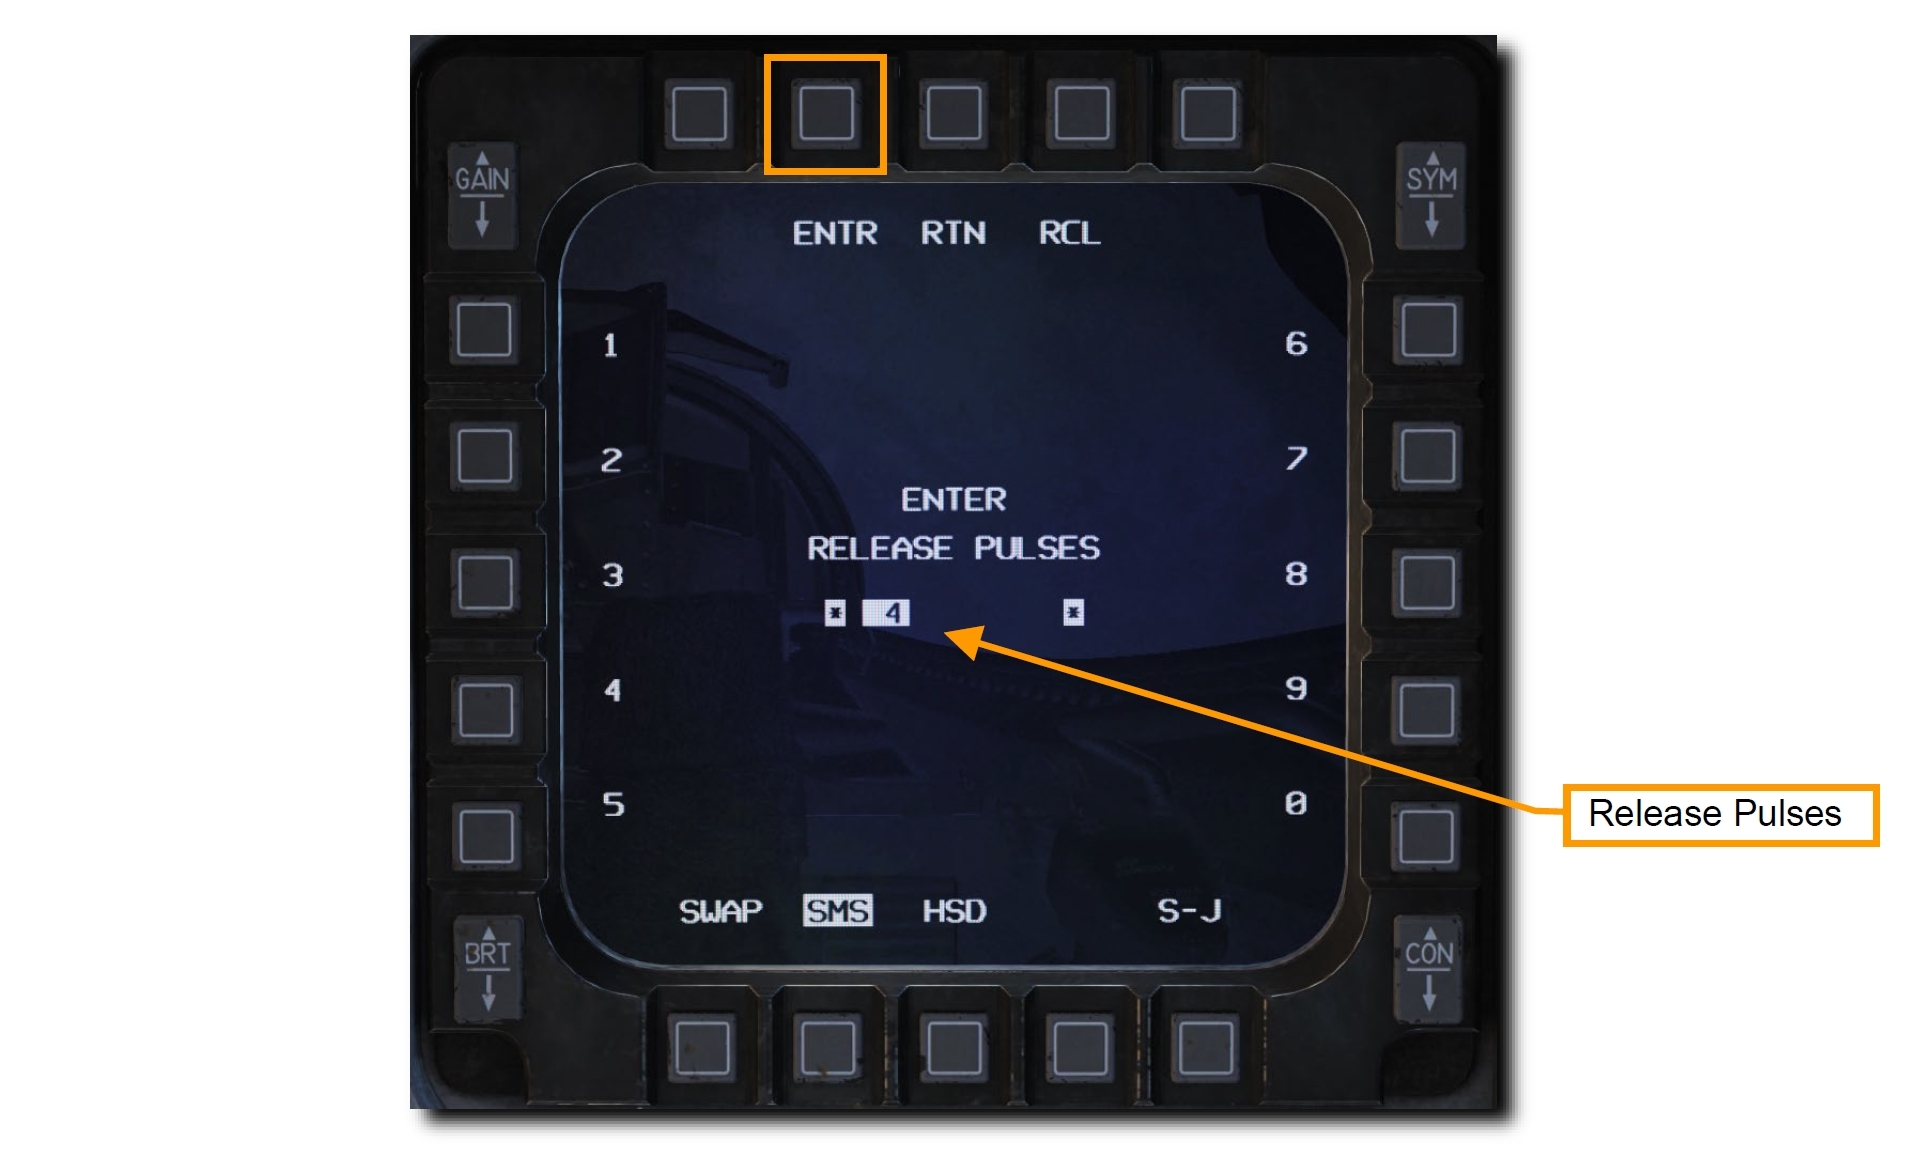 GAIN
SYM
ENTR RTN RCL
1 6
2 7
ENTER
RELEASE PULSES
3 8
* 4 *
4 9
Release Pulses
5 0
SWAP SMS HSD S-J
BRT
CON